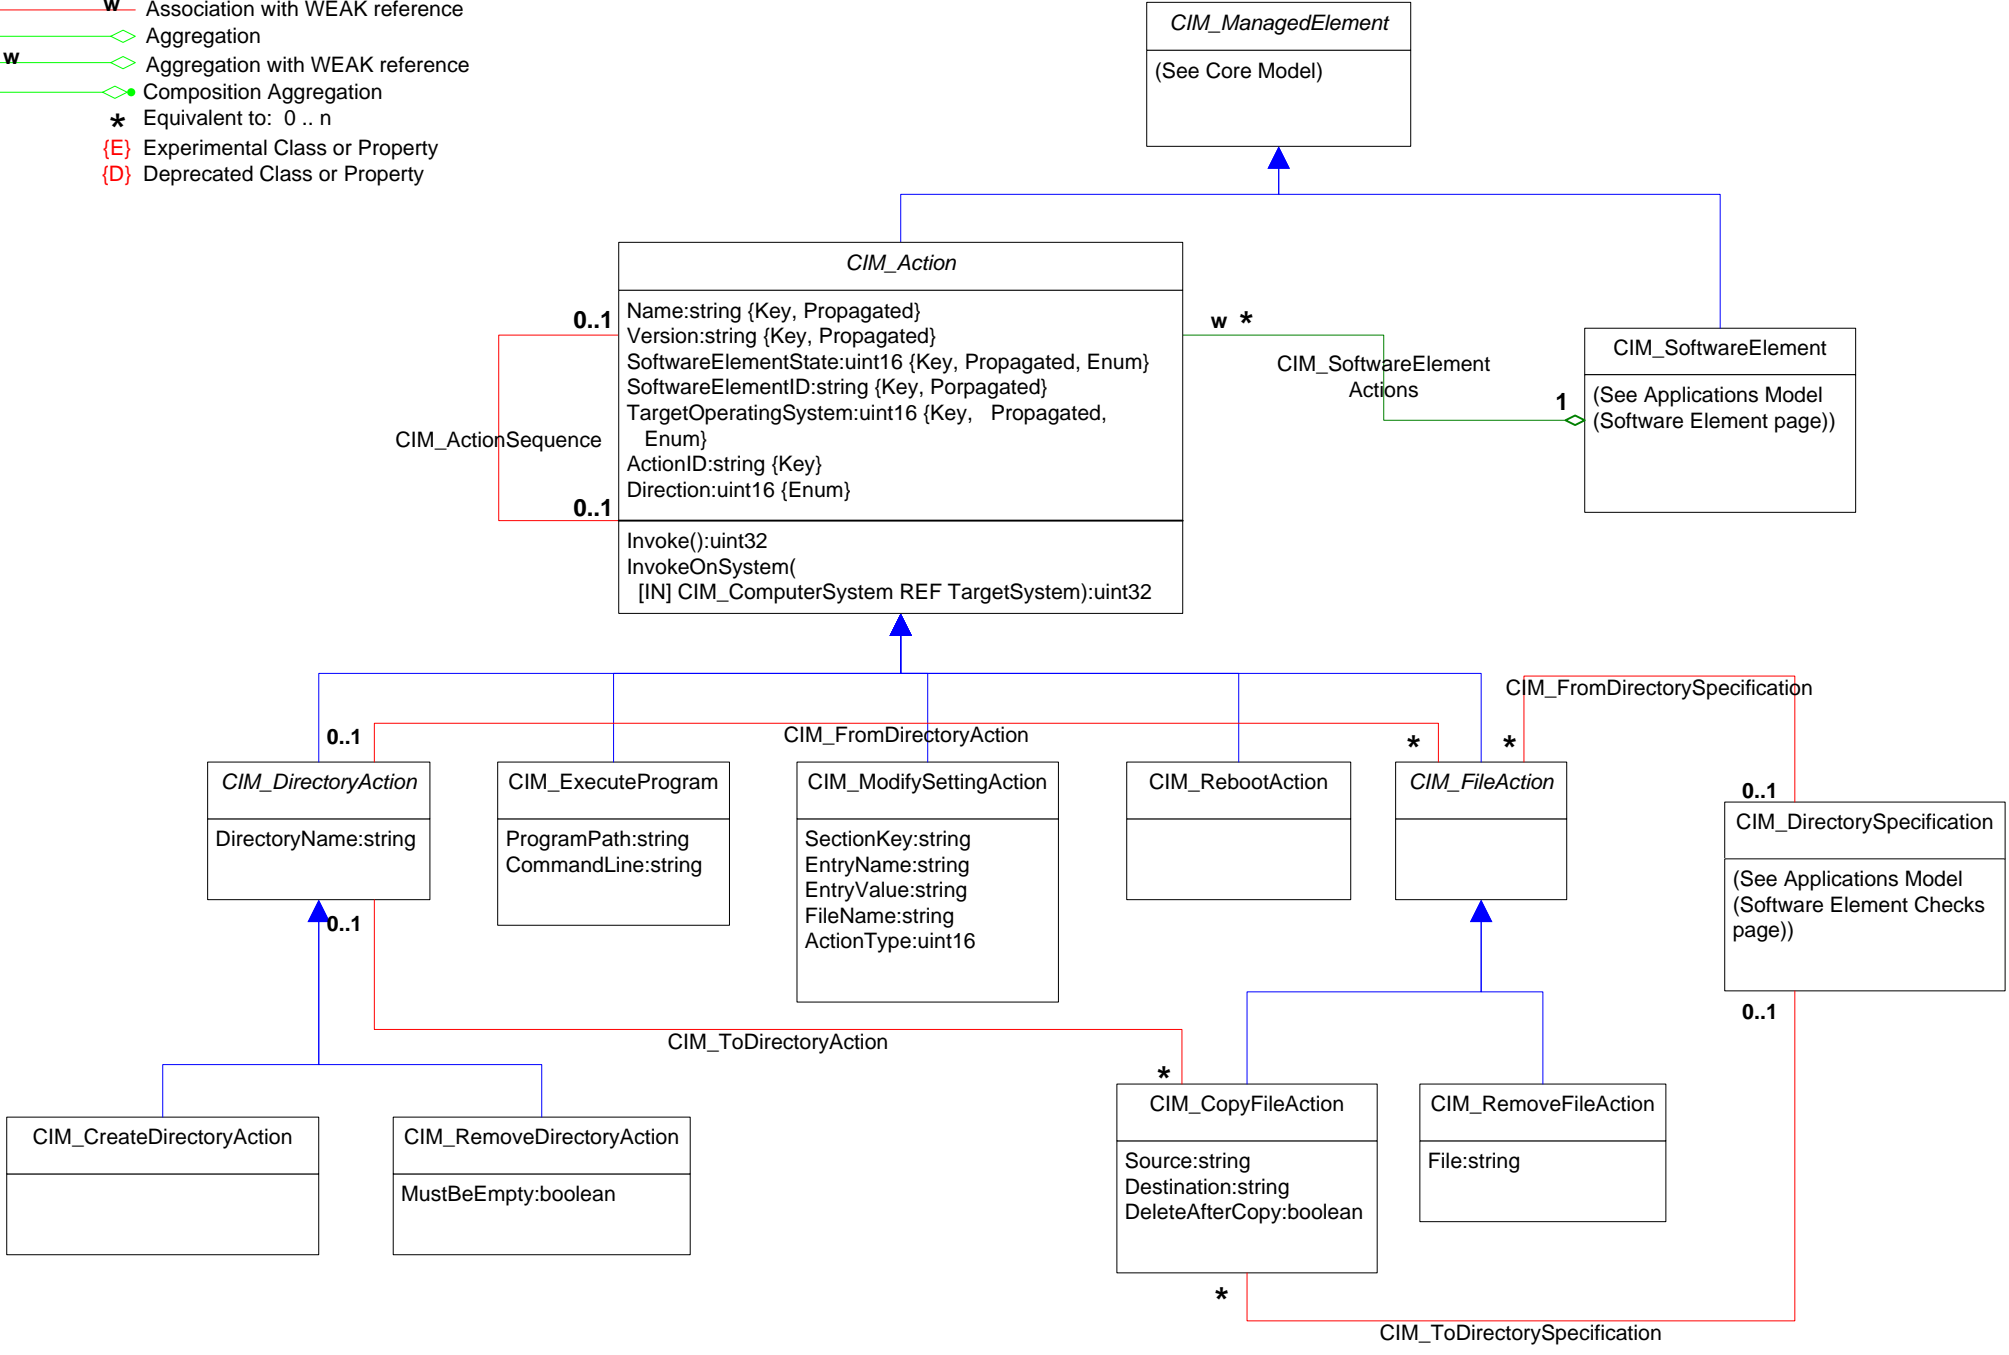 w Association with WEAK reference
Aggregation
w Aggregation with WEAK reference
Composition Aggregation
* Equivalent to: 0 .. n
{E} Experimental Class or Property
{D} Deprecated Class or Property
CIM_ManagedElement
(See Core Model)
CIM_Action
Name:string {Key, Propagated}
Version:string {Key, Propagated}
SoftwareElementState:uint16 {Key, Propagated, Enum}
SoftwareElementID:string {Key, Porpagated}
TargetOperatingSystem:uint16 {Key, Propagated,
Enum}
ActionID:string {Key}
Direction:uint16 {Enum}
Invoke():uint32
InvokeOnSystem(
[IN] CIM_ComputerSystem REF TargetSystem):uint32
0..1
CIM_ActionSequence
0..1
w *
CIM_SoftwareElement
Actions
1
CIM_SoftwareElement
(See Applications Model
(Software Element page))
CIM_FromDirectorySpecification
0..1
CIM_FromDirectoryAction
*
*
CIM_DirectoryAction
DirectoryName:string
CIM_ExecuteProgram
ProgramPath:string
CommandLine:string
CIM_ModifySettingAction
SectionKey:string
EntryName:string
EntryValue:string
FileName:string
ActionType:uint16
CIM_RebootAction
CIM_FileAction
0..1
CIM_DirectorySpecification
(See Applications Model
(Software Element Checks
page))
0..1
0..1
CIM_ToDirectoryAction
*
CIM_CreateDirectoryAction
CIM_RemoveDirectoryAction
MustBeEmpty:boolean
CIM_CopyFileAction
Source:string
Destination:string
DeleteAfterCopy:boolean
CIM_RemoveFileAction
File:string
*
CIM_ToDirectorySpecification